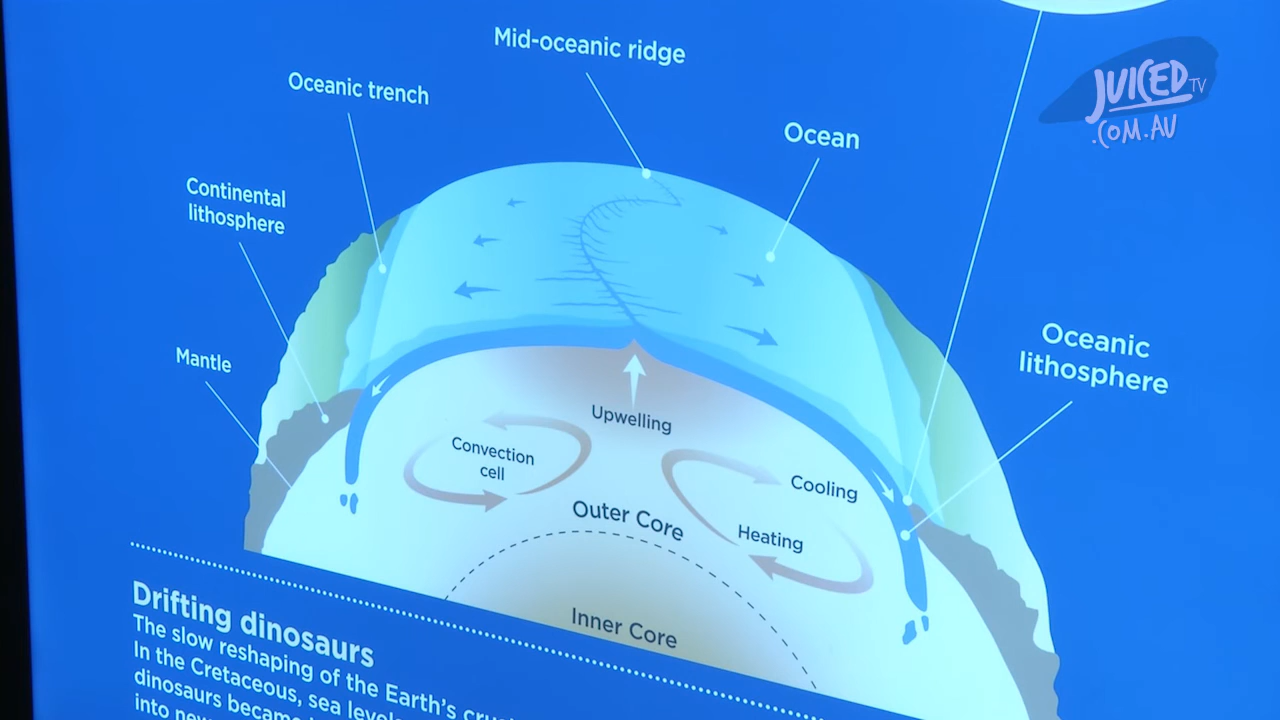 Mid-oceanic ridge
Oceanic trench
JUICED TV
.COM.AU
Ocean
Continental
lithosphere
Oceanic
lithosphere
Mantle
Upwelling
Convection
cell
Cooling
Outer Core
Heating
Inner Core
Drifting dinosaurs
The slow reshaping of the Earth's
In the Cretaceous, sea
dinosaurs became
into